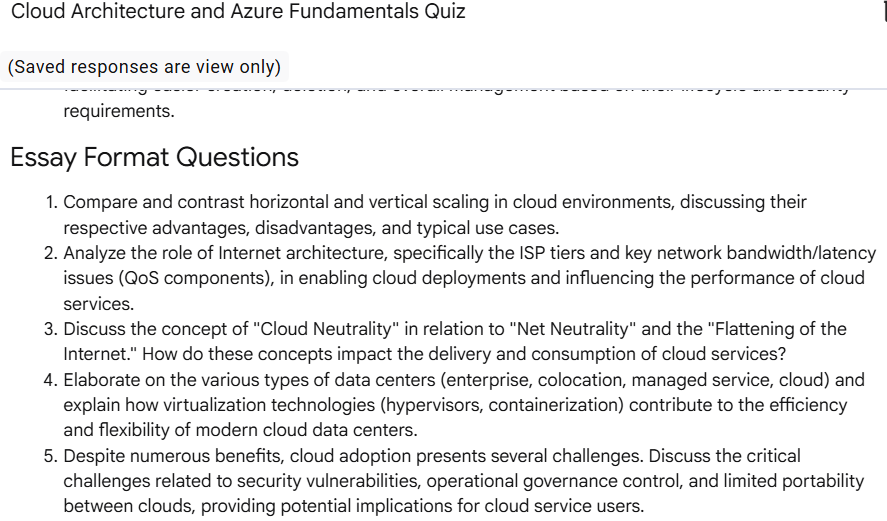 Cloud Architecture and Azure Fundamentals Quiz
(Saved responses are view only)
requirements.
Essay Format Questions
1. Compare and contrast horizontal and vertical scaling in cloud environments, discussing their
respective advantages, disadvantages, and typical use cases.
2. Analyze the role of Internet architecture, specifically the ISP tiers and key network bandwidth/latency
issues (QoS components), in enabling cloud deployments and influencing the performance of cloud
services.
3. Discuss the concept of "Cloud Neutrality" in relation to "Net Neutrality" and the "Flattening of the
Internet." How do these concepts impact the delivery and consumption of cloud services?
4. Elaborate on the various types of data centers (enterprise, colocation, managed service, cloud) and
explain how virtualization technologies (hypervisors, containerization) contribute to the efficiency
and flexibility of modern cloud data centers.
5. Despite numerous benefits, cloud adoption presents several challenges. Discuss the critical
challenges related to security vulnerabilities, operational governance control, and limited portability
between clouds, providing potential implications for cloud service users.